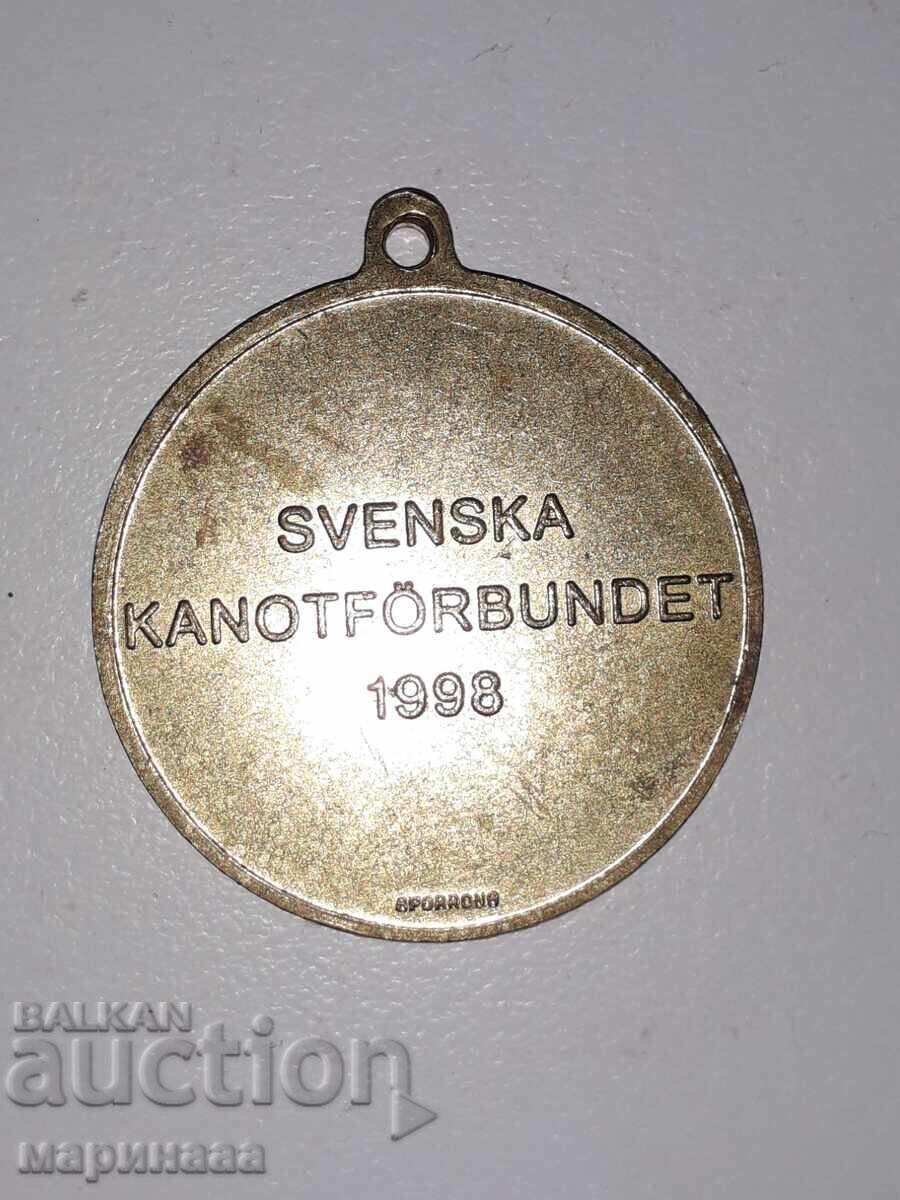 SVENSKA
KANOTFÖRBUNDET
1998
SPORRONG
BALKAN
auction
маринааа